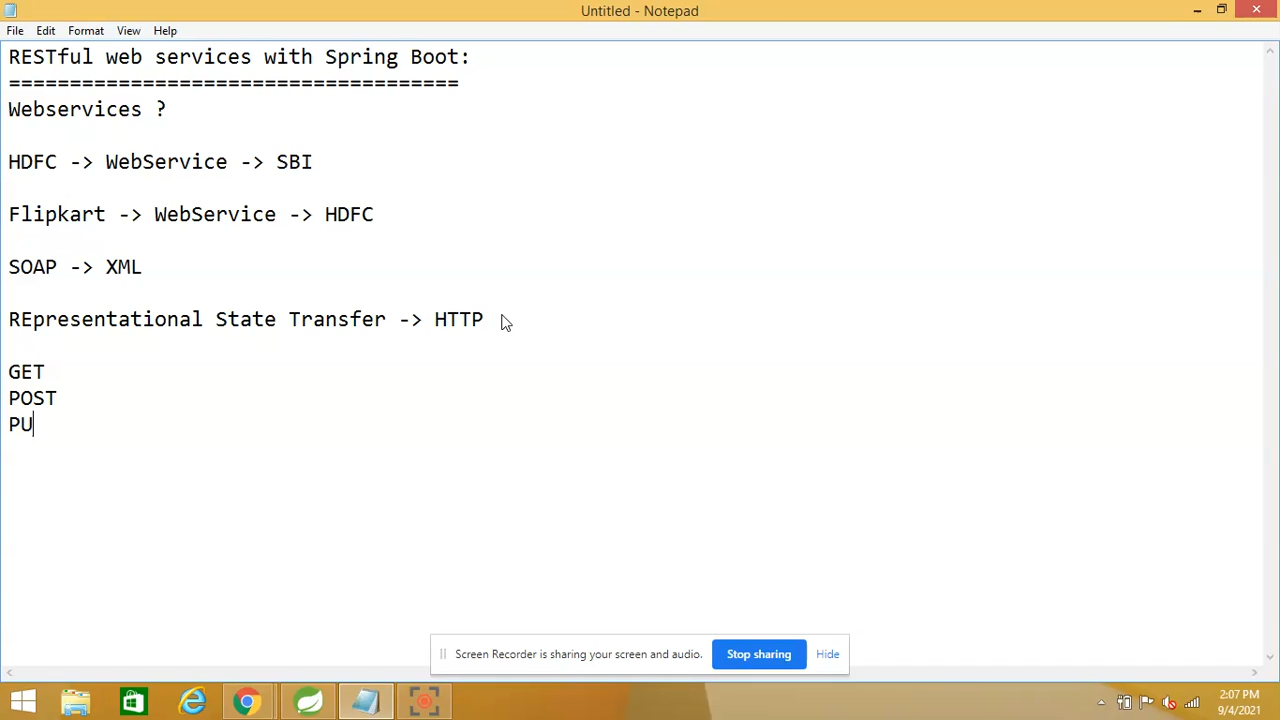 Untitled - Notepad
File Edit Format View Help
RESTful web services with Spring Boot:
=====================================
Webservices ?
HDFC -> WebService -> SBI
Flipkart -> WebService -> HDFC
SOAP -> XML
REpresentational State Transfer -> HTTP
GET
POST
PU
Screen Recorder is sharing your screen and audio. Stop sharing Hide
2:07 PM
9/4/2021